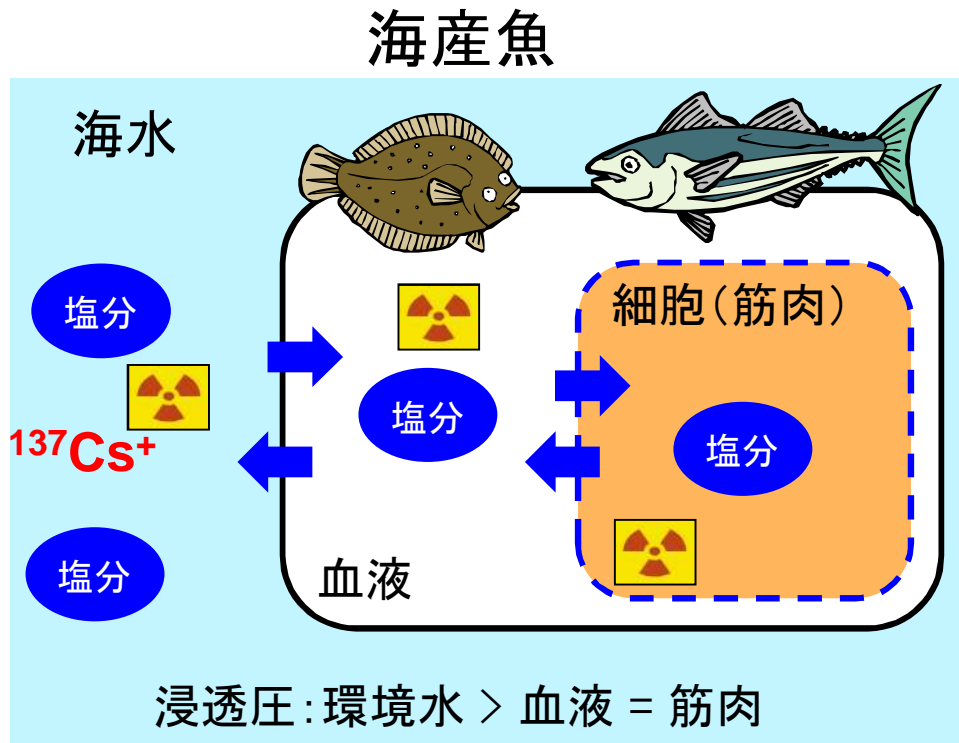 海産魚
海水
塩分
細胞（筋肉）
塩分
塩分
137Cs+
血液
塩分
浸透圧：環境水 > 血液 = 筋肉